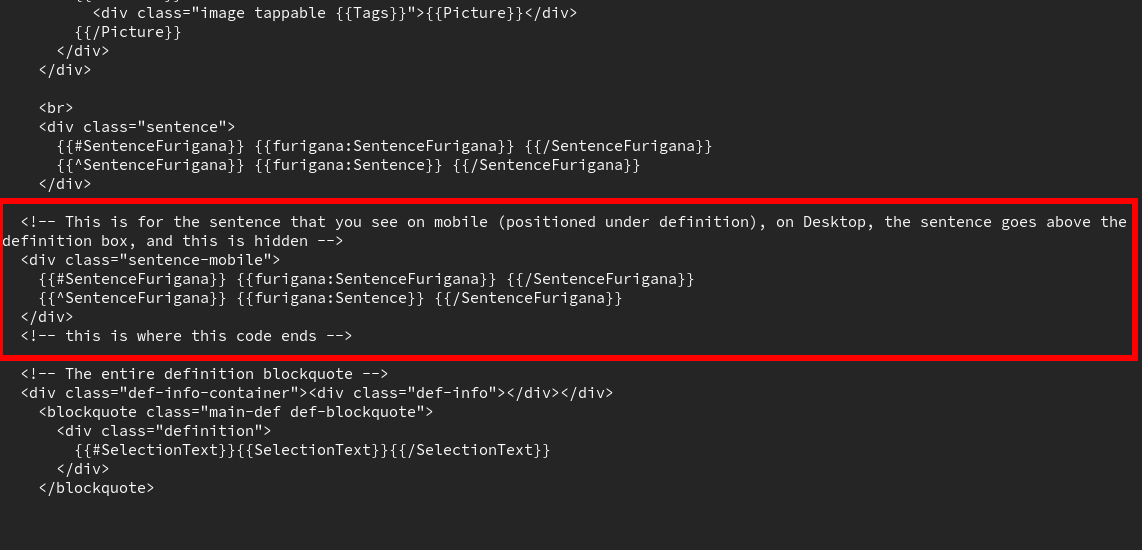 <div class="image tappable {{Tags}}">{{Picture}}</div>
{{/Picture}}
</div>
</div>
<br>
<div class="sentence">
{{#SentenceFurigana}} {{furigana:SentenceFurigana}} {{/SentenceFurigana}}
{{^SentenceFurigana}} {{furigana:Sentence}} {{/SentenceFurigana}}
</div>
<!-- This is for the sentence that you see on mobile (positioned under definition), on Desktop, the sentence goes above the
definition box, and this is hidden -->
<div class="sentence-mobile">
{{#SentenceFurigana}} {{furigana:SentenceFurigana}} {{/SentenceFurigana}}
{{^SentenceFurigana}} {{furigana:Sentence}} {{/SentenceFurigana}}
</div>
<!-- this is where this code ends -->
<!-- The entire definition blockquote -->
<div class="def-info-container"><div class="def-info"></div></div>
<blockquote class="main-def def-blockquote">
<div class="definition">
{{#SelectionText}}{{SelectionText}}{{/SelectionText}}
</div>
</blockquote>